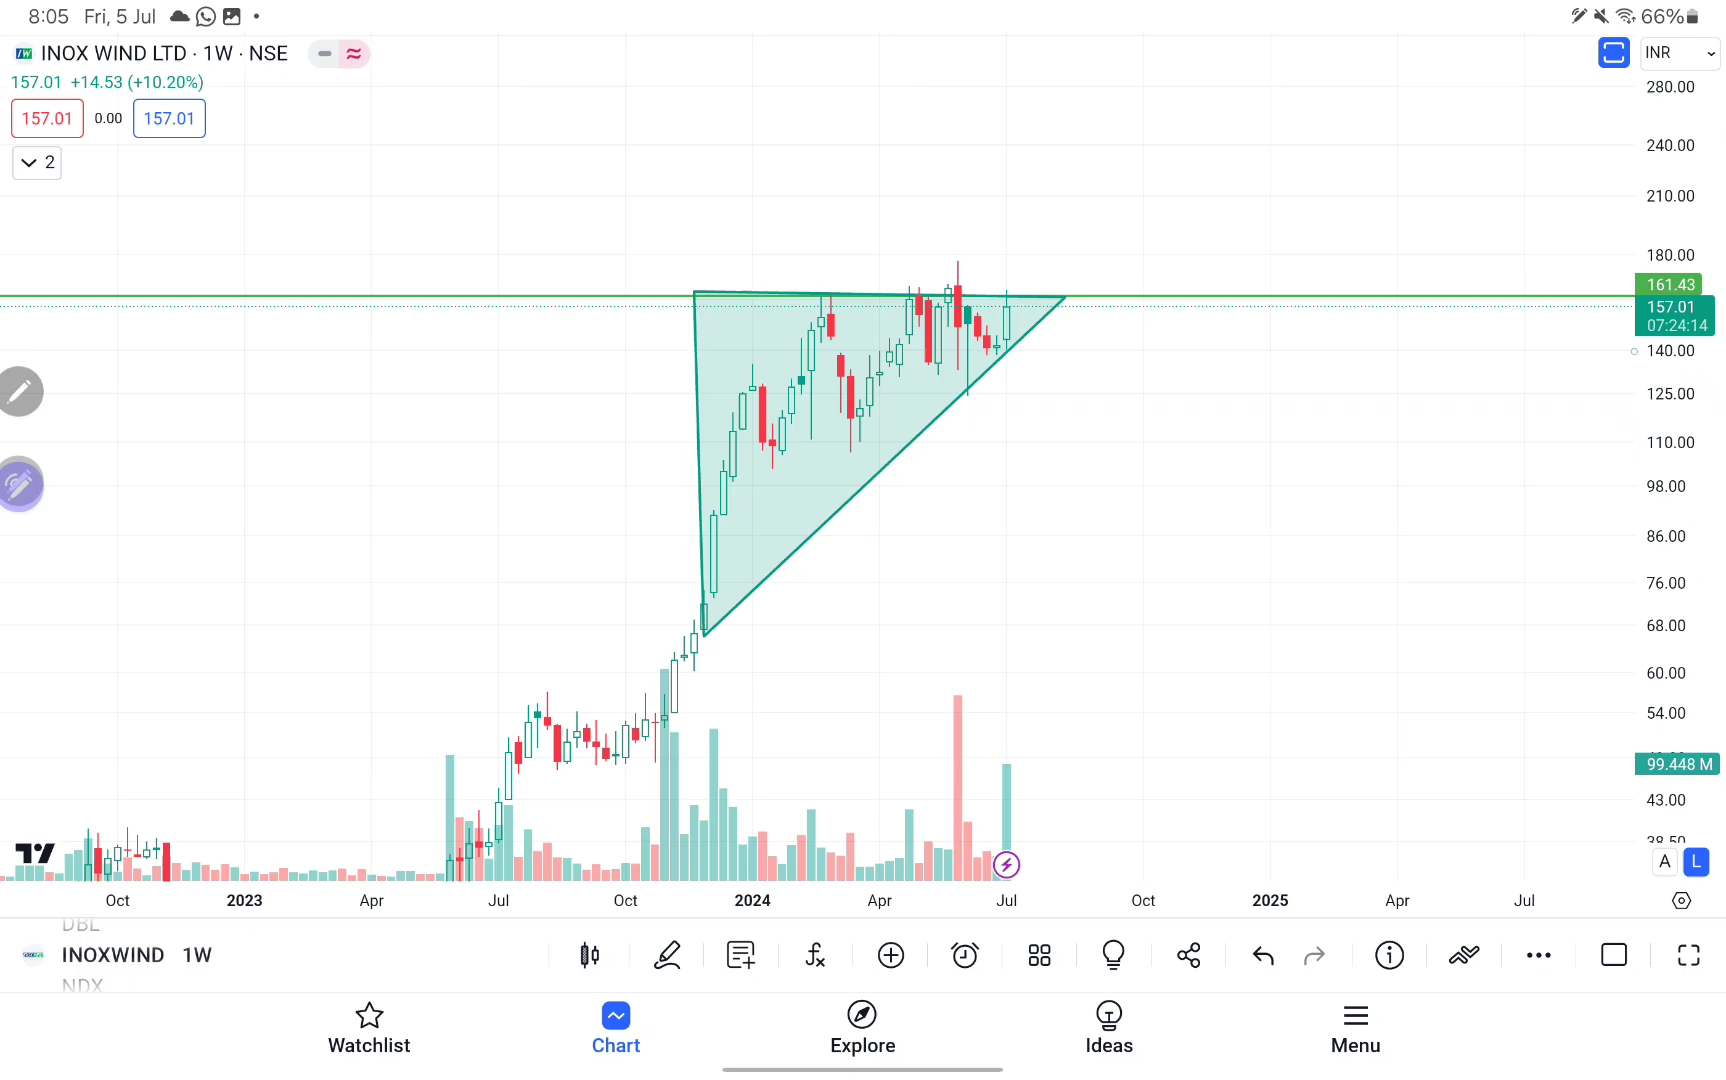 8:05 Fri, 5 Jul 66%
INOX WIND LTD · 1W · NSE
INR
157.01 +14.53 (+10.20%)
157.01 0.00 157.01
2
280.00
240.00
210.00
180.00
161.43
157.01
07:24:14
140.00
125.00
110.00
98.00
86.00
76.00
68.00
60.00
54.00
99.448 M
43.00
38.50
A L
Oct 2023 Apr Jul Oct 2024 Apr Jul Oct 2025 Apr Jul
DBL
INOXWIND 1W
NDX
Watchlist Chart Explore Ideas Menu